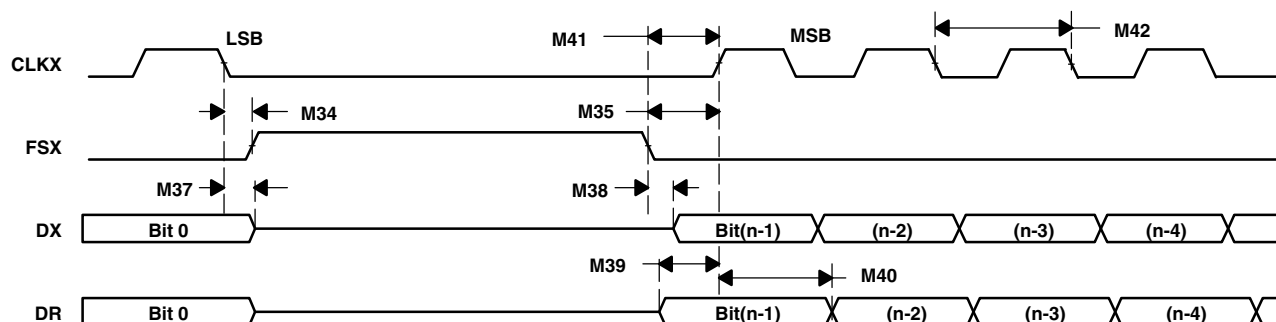 LSB
M41
MSB
M42
CLKX
M34
M35
FSX
M37
M38
DX
Bit 0
Bit(n-1)
(n-2)
(n-3)
(n-4)
M39
M40
DR
Bit 0
Bit(n-1)
(n-2)
(n-3)
(n-4)